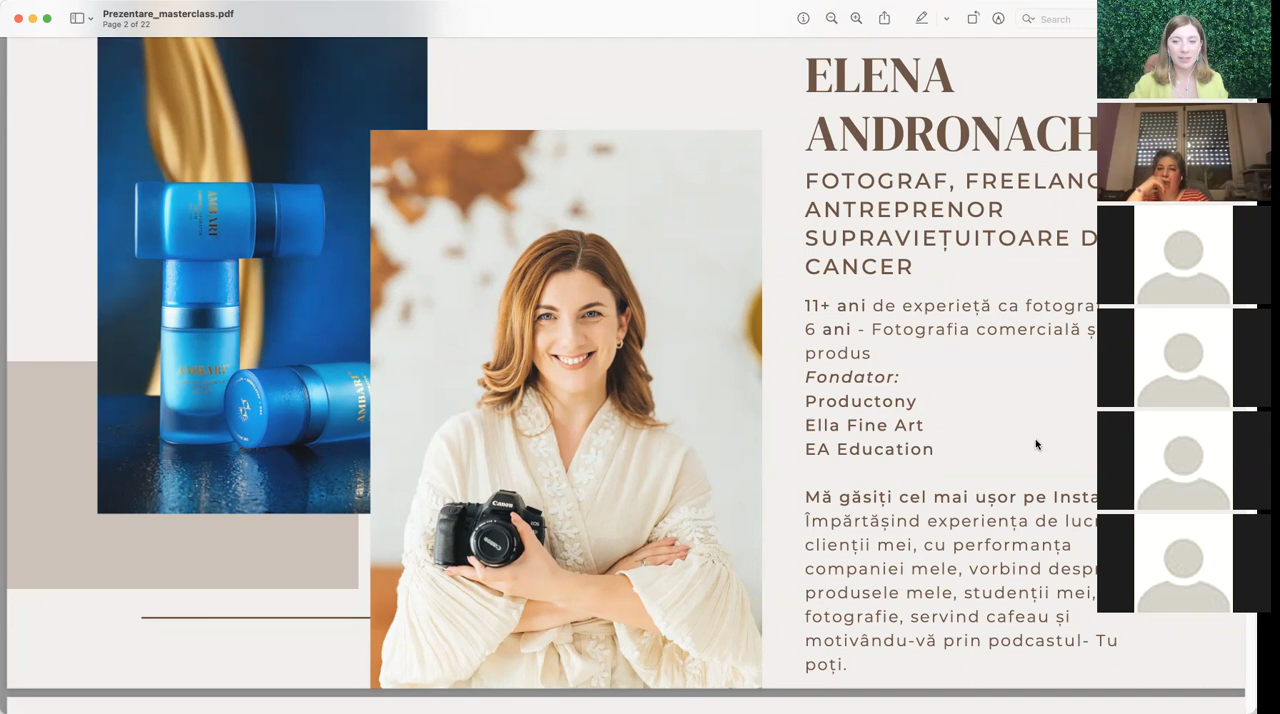 Prezentare_masterclass.pdf
Page 2 of 22
Search
AMBARI
AMBARI
AMBARI
Canon
Canon
ELENA
ANDRONACH
FOTOGRAF, FREELANC
ANTREPRENOR
SUPRAVIEȚUITOARE D
CANCER
11+ ani de experiență ca fotograf
6 ani - Fotografia comercială ș
produs
Fondator:
Productony
Ella Fine Art
EA Education
Mă găsiți cel mai ușor pe Insta
Împărtășind experiența de lucr
clienții mei, cu performanța
companiei mele, vorbind despr
produsele mele, studenții mei,
fotografie, servind cafeau și
motivându-vă prin podcastul- Tu
poți.